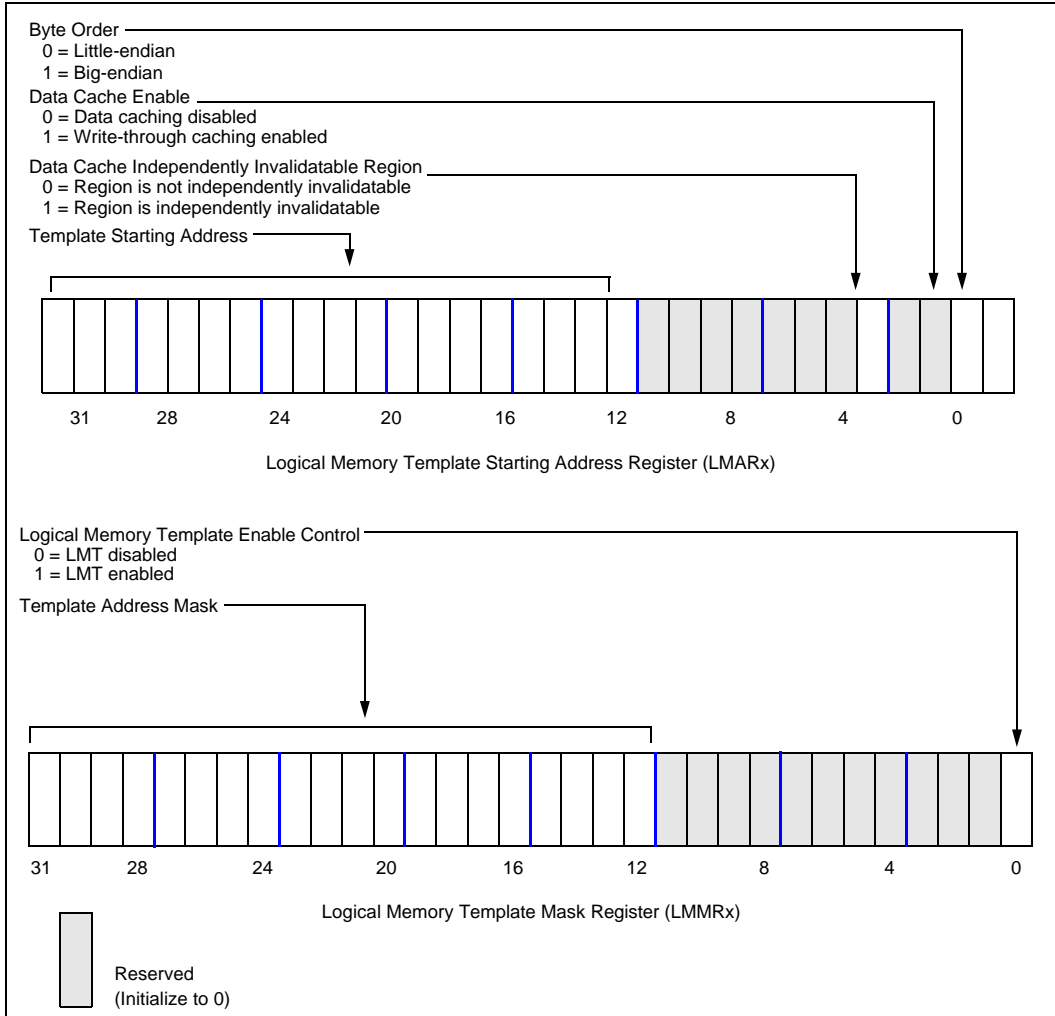 Byte Order
0 = Little-endian
1 = Big-endian
Data Cache Enable
0 = Data caching disabled
1 = Write-through caching enabled
Data Cache Independently Invalidatable Region
0 = Region is not independently invalidatable
1 = Region is independently invalidatable
Template Starting Address
31 28 24 20 16 12 8 4 0
Logical Memory Template Starting Address Register (LMARx)
Logical Memory Template Enable Control
0 = LMT disabled
1 = LMT enabled
Template Address Mask
31 28 24 20 16 12 8 4 0
Logical Memory Template Mask Register (LMMRx)
Reserved
(Initialize to 0)